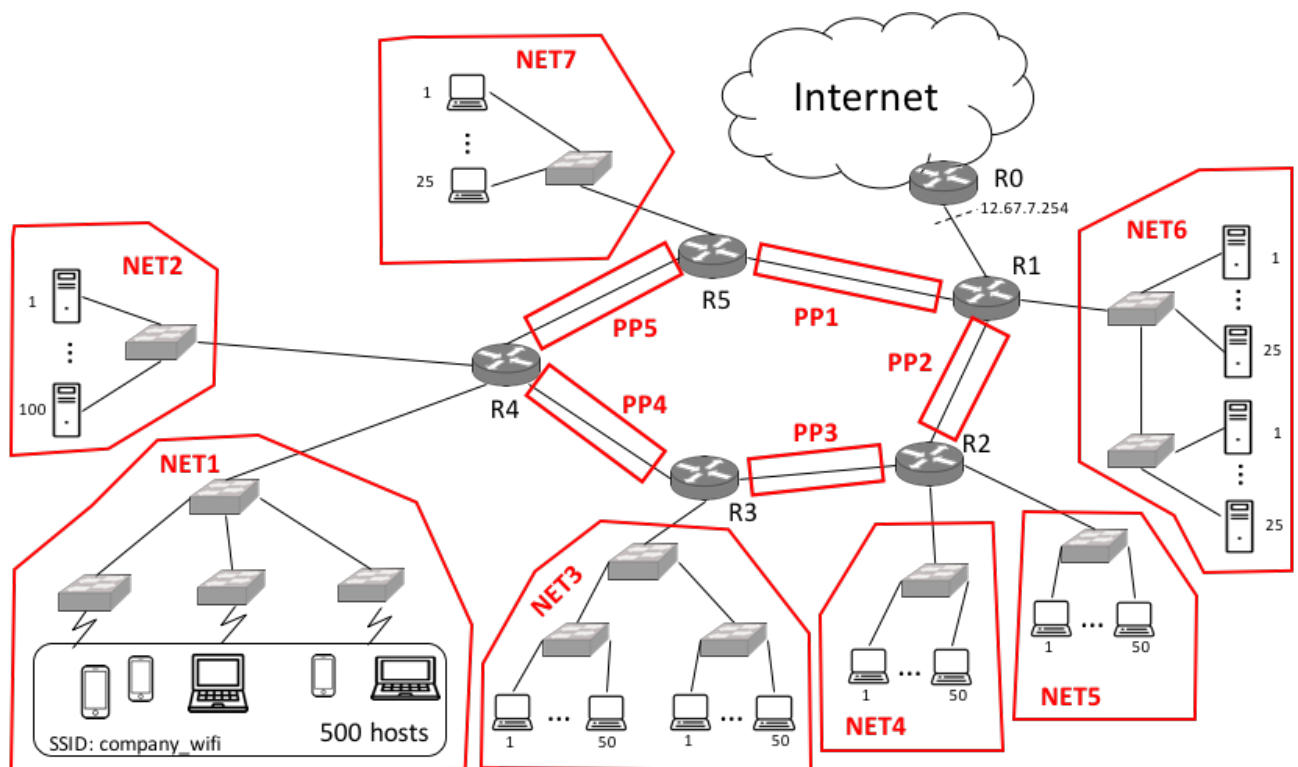 NET7
1
⋮
25
Internet
R0
12.67.7.254
NET6
1
⋮
25
1
⋮
25
NET2
1
⋮
100
R5
R1
PP1
PP5
PP2
R4
PP4
PP3
R2
R3
NET1
SSID: company_wifi
500 hosts
NET3
1
...
50
1
...
50
1
...
50
NET4
1
...
50
NET5